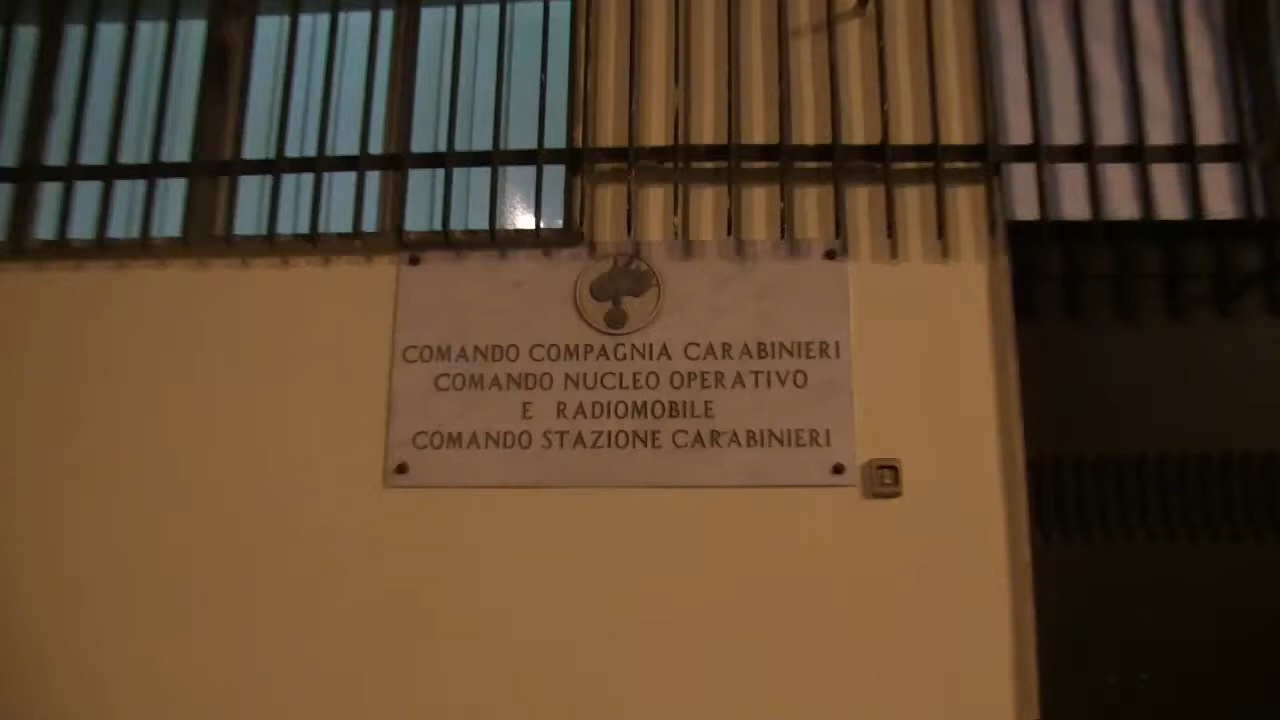 COMANDO COMPAGNIA CARABINIERI
COMANDO NUCLEO OPERATIVO
E RADIOMOBILE
COMANDO STAZIONE CARABINIERI